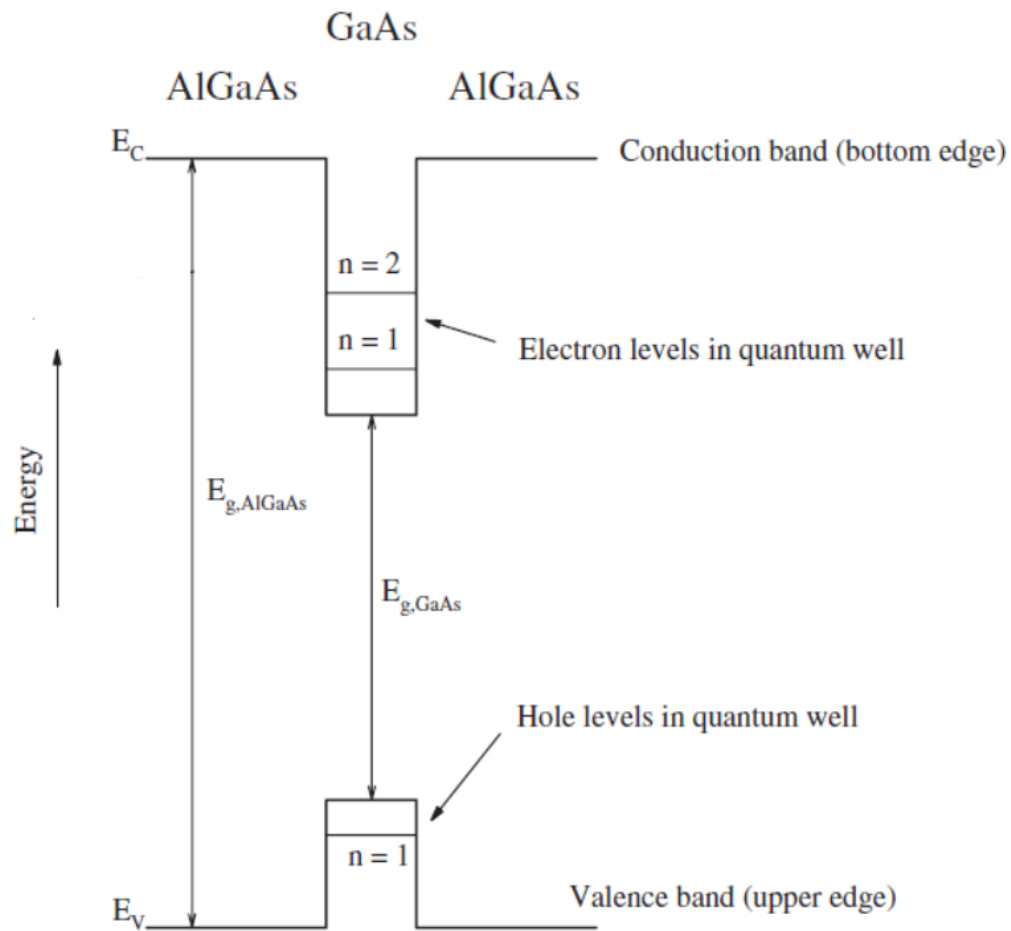 GaAs
AlGaAs
AlGaAs
E_C
Conduction band (bottom edge)
n = 2
n = 1
Electron levels in quantum well
Energy
E_g,AlGaAs
E_g,GaAs
Hole levels in quantum well
n = 1
Valence band (upper edge)
E_V